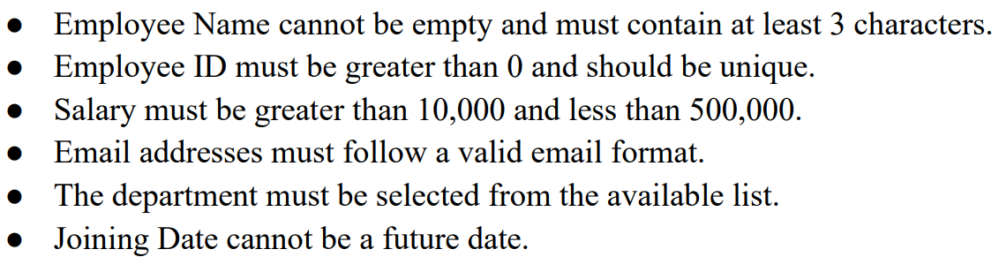 ● Employee Name cannot be empty and must contain at least 3 characters.
● Employee ID must be greater than 0 and should be unique.
● Salary must be greater than 10,000 and less than 500,000.
● Email addresses must follow a valid email format.
● The department must be selected from the available list.
● Joining Date cannot be a future date.